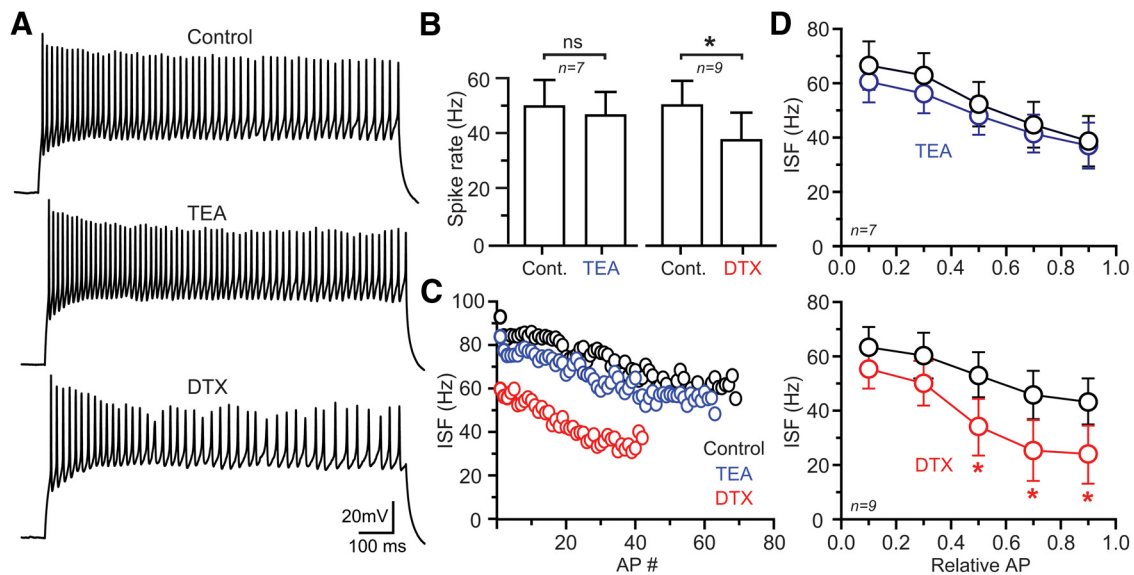 A
Control
TEA
DTX
20mV
100 ms
B
ns
*
n=7
n=9
Spike rate (Hz)
60
40
20
0
Cont.
TEA
Cont.
DTX
C
ISF (Hz)
100
80
60
40
20
0
Control
TEA
DTX
20
40
60
80
AP #
D
ISF (Hz)
80
60
40
20
0
TEA
n=7
0.0
0.2
0.4
0.6
0.8
1.0
ISF (Hz)
80
60
40
20
0
DTX
*
*
*
n=9
0.0
0.2
0.4
0.6
0.8
1.0
Relative AP